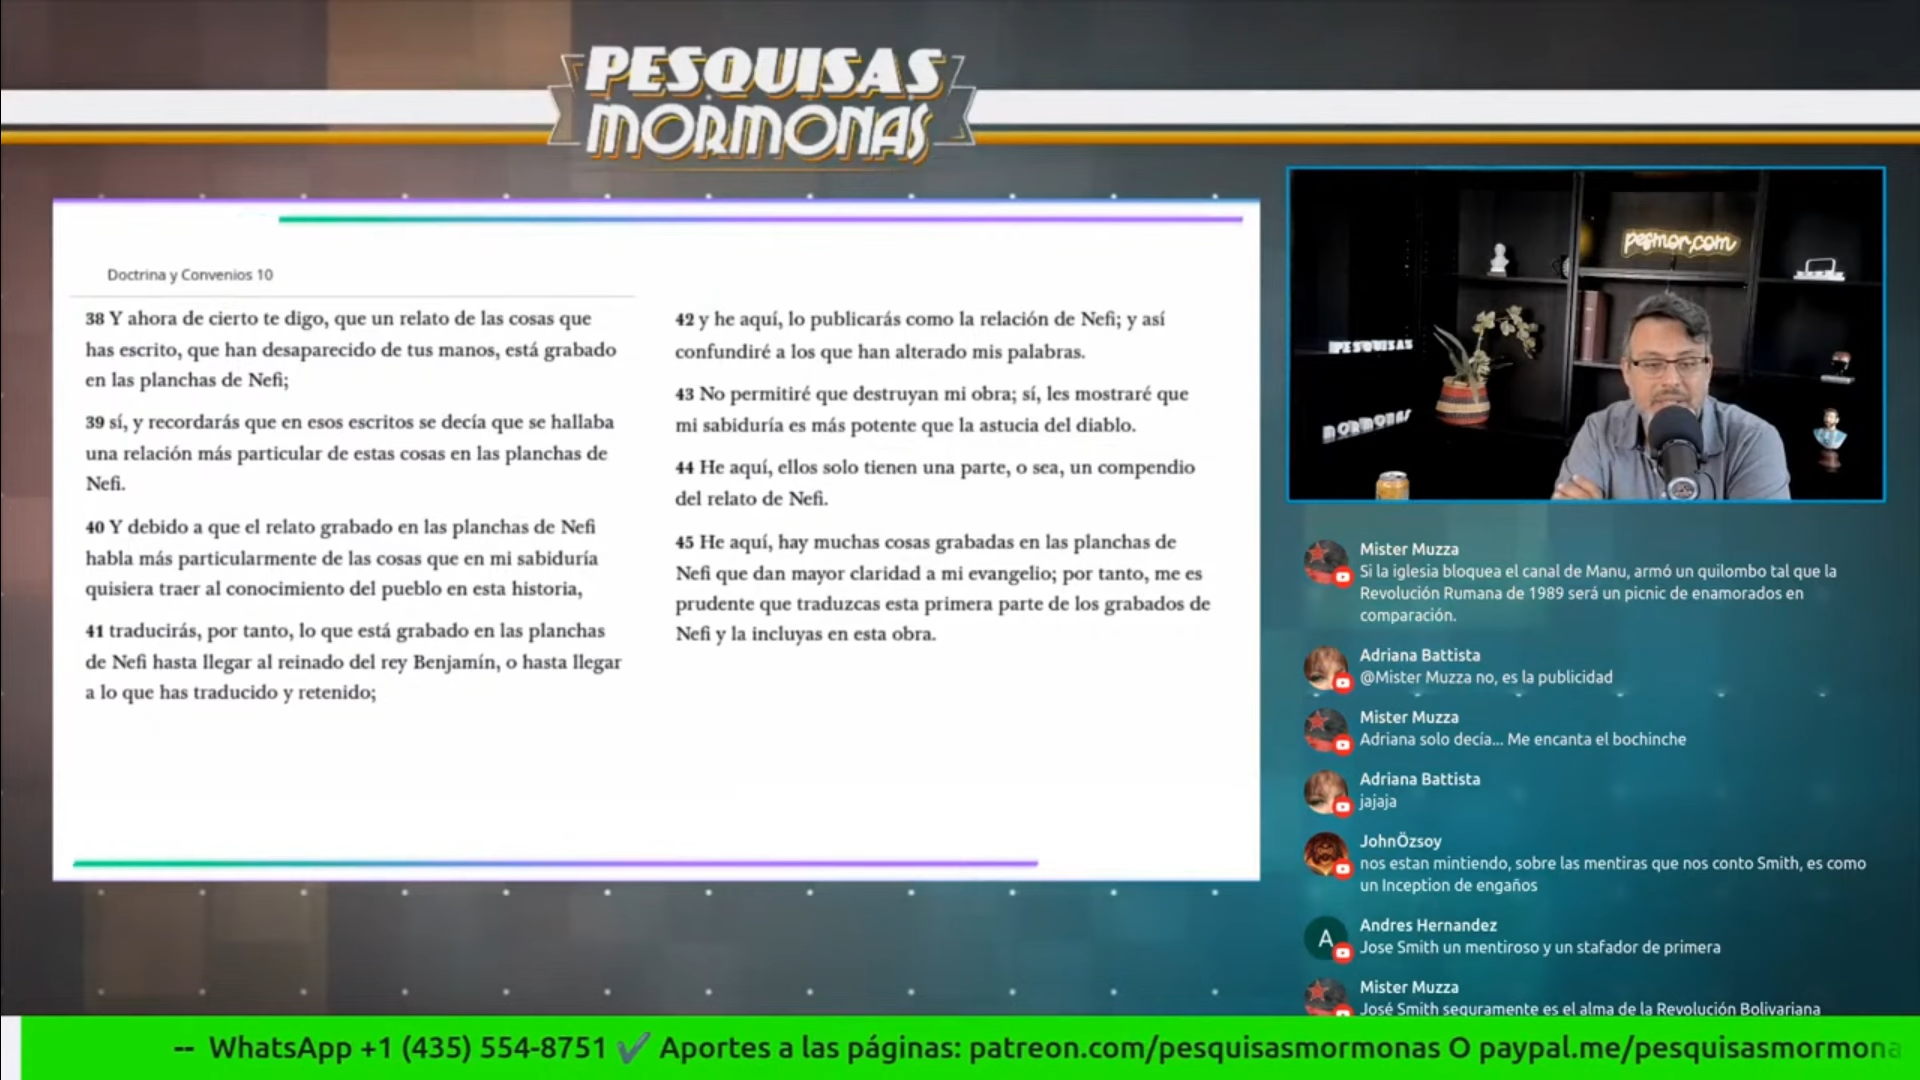 PESQUISAS
MORMONAS
Doctrina y Convenios 10
38 Y ahora de cierto te digo, que un relato de las cosas que
has escrito, que han desaparecido de tus manos, está grabado
en las planchas de Nefi;
39 sí, y recordarás que en esos escritos se decía que se hallaba
una relación más particular de estas cosas en las planchas de
Nefi.
40 Y debido a que el relato grabado en las planchas de Nefi
habla más particularmente de las cosas que en mi sabiduría
quisiera traer al conocimiento del pueblo en esta historia,
41 traducirás, por tanto, lo que está grabado en las planchas
de Nefi hasta llegar al reinado del rey Benjamín, o hasta llegar
a lo que has traducido y retenido;
42 y he aquí, lo publicarás como la relación de Nefi; y así
confundiré a los que han alterado mis palabras.
43 No permitiré que destruyan mi obra; sí, les mostraré que
mi sabiduría es más potente que la astucia del diablo.
44 He aquí, ellos solo tienen una parte, o sea, un compendio
del relato de Nefi.
45 He aquí, hay muchas cosas grabadas en las planchas de
Nefi que dan mayor claridad a mi evangelio; por tanto, me es
prudente que traduzcas esta primera parte de los grabados de
Nefi y la incluyas en esta obra.
pesmor.com
PESQUISAS
MORMONAS
Mister Muzza
Si la iglesia bloquea el canal de Manu, armó un quilombo tal que la
Revolución Rumana de 1989 será un picnic de enamorados en
comparación.
Adriana Battista
@Mister Muzza no, es la publicidad
Mister Muzza
Adriana solo decía... Me encanta el bochinche
Adriana Battista
jajaja
JohnÖzsoy
nos estan mintiendo, sobre las mentiras que nos conto Smith, es como
un Inception de engaños
A
Andres Hernandez
Jose Smith un mentiroso y un stafador de primera
Mister Muzza
José Smith seguramente es el alma de la Revolución Bolivariana
-- WhatsApp +1 (435) 554-8751 ✔ Aportes a las páginas: patreon.com/pesquisasmormonas O paypal.me/pesquisasmormona